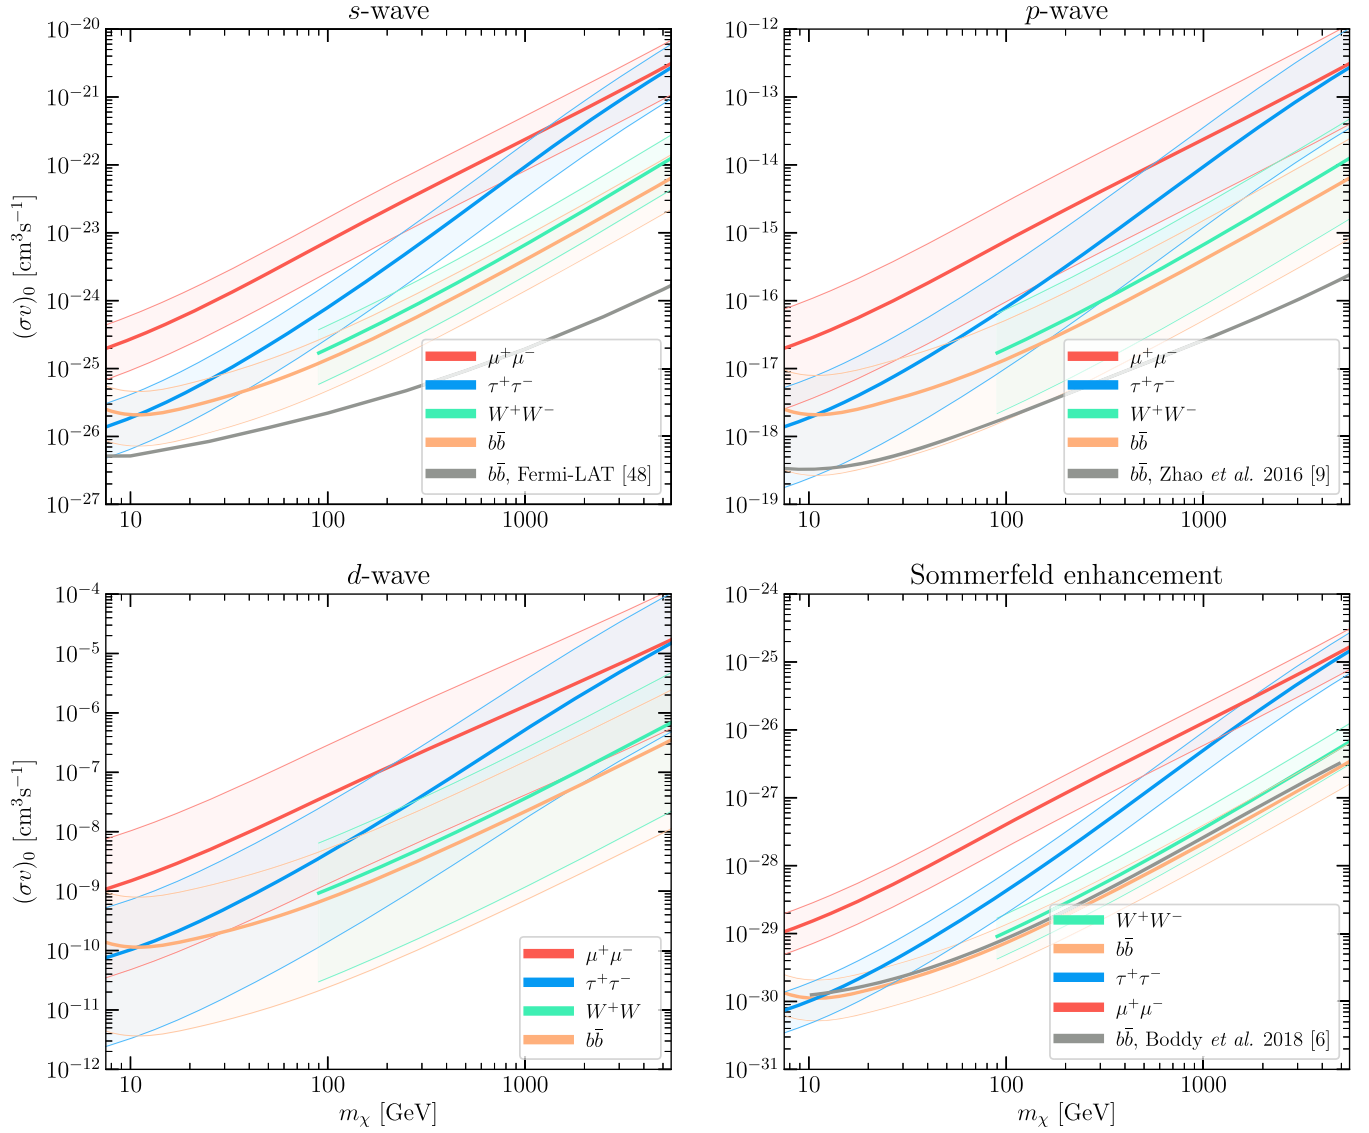 s-wave
10⁻²⁰
10⁻²¹
10⁻²²
10⁻²³
10⁻²⁴
10⁻²⁵
10⁻²⁶
10⁻²⁷
(σv)₀ [cm³s⁻¹]
μ⁺μ⁻
τ⁺τ⁻
W⁺W⁻
bb̄
bb̄, Fermi-LAT [48]
10 100 1000
p-wave
10⁻¹²
10⁻¹³
10⁻¹⁴
10⁻¹⁵
10⁻¹⁶
10⁻¹⁷
10⁻¹⁸
10⁻¹⁹
μ⁺μ⁻
τ⁺τ⁻
W⁺W⁻
bb̄
bb̄, Zhao et al. 2016 [9]
10 100 1000
d-wave
10⁻⁴
10⁻⁵
10⁻⁶
10⁻⁷
10⁻⁸
10⁻⁹
10⁻¹⁰
10⁻¹¹
10⁻¹²
(σv)₀ [cm³s⁻¹]
μ⁺μ⁻
τ⁺τ⁻
W⁺W
bb̄
10 100 1000
mᵪ [GeV]
Sommerfeld enhancement
10⁻²⁴
10⁻²⁵
10⁻²⁶
10⁻²⁷
10⁻²⁸
10⁻²⁹
10⁻³⁰
10⁻³¹
W⁺W⁻
bb̄
τ⁺τ⁻
μ⁺μ⁻
bb̄, Boddy et al. 2018 [6]
10 100 1000
mᵪ [GeV]